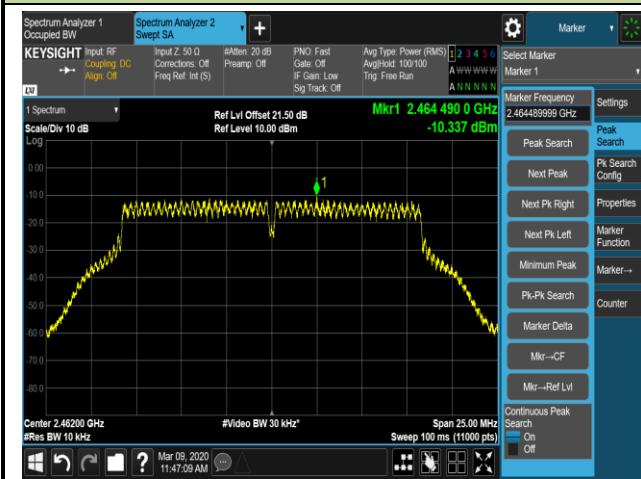 Spectrum Analyzer 1
Occupied BW
Spectrum Analyzer 2
Swept SA
Marker
KEYSIGHT
Input: RF
Coupling: DC
Align: Off
Input Z: 50 Ω
Corrections: Off
Freq Ref: Int (S)
#Atten: 20 dB
Preamp: Off
PNO: Fast
Gate: Off
IF Gain: Low
Sig Track: Off
Avg Type: Power (RMS)
Avg|Hold: 100/100
Trig: Free Run
1 2 3 4 5 6
A W W W W W
A N N N N N
LXI
Select Marker
Marker 1
1 Spectrum
Scale/Div 10 dB
Log
Ref Lvl Offset 21.50 dB
Ref Level 10.00 dBm
Mkr1 2.464 490 0 GHz
-10.337 dBm
0.00
-10.0
-20.0
-30.0
-40.0
-50.0
-60.0
-70.0
-80.0
1
Center 2.46200 GHz
#Res BW 10 kHz
#Video BW 30 kHz*
Span 25.00 MHz
Sweep 100 ms (11000 pts)
Marker Frequency
2.464489999 GHz
Peak Search
Next Peak
Next Pk Right
Next Pk Left
Minimum Peak
Pk-Pk Search
Marker Delta
Mkr→CF
Mkr→Ref Lvl
Continuous Peak
Search
On
Off
Settings
Peak
Search
Pk Search
Config
Properties
Marker
Function
Marker→
Counter
?
Mar 09, 2020
11:47:09 AM